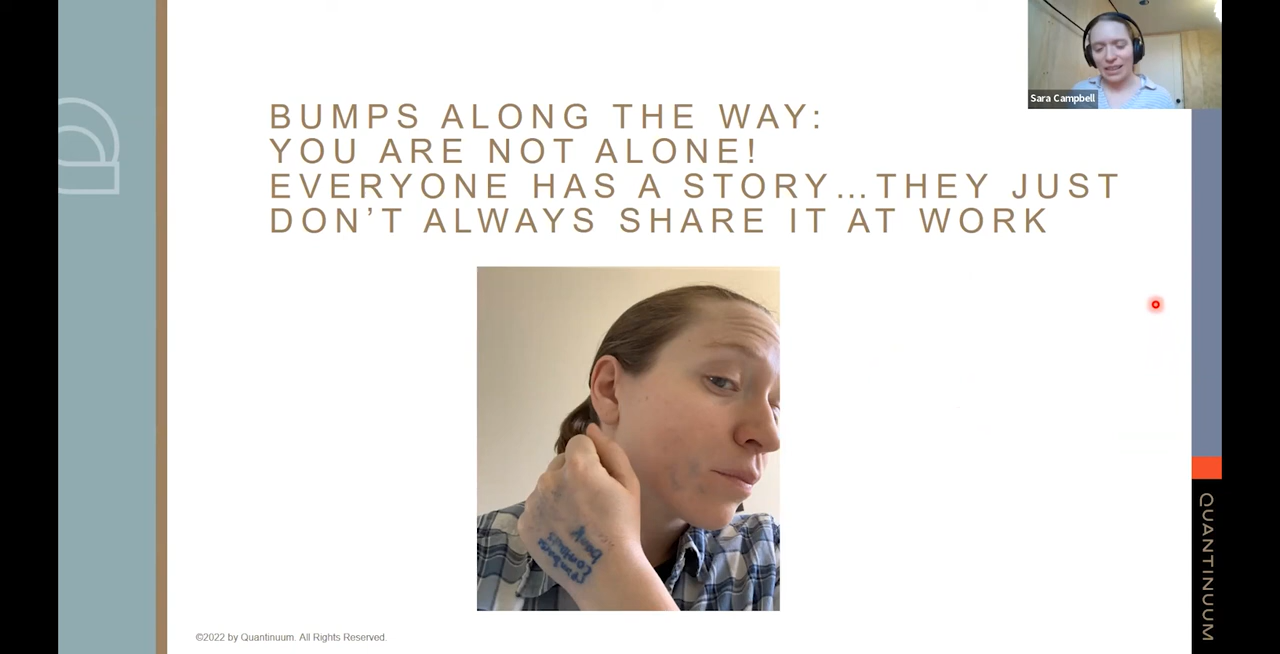 BUMPS ALONG THE WAY:
YOU ARE NOT ALONE!
EVERYONE HAS A STORY...THEY JUST
DON’T ALWAYS SHARE IT AT WORK
Sara Campbell
©2022 by Quantinuum. All Rights Reserved.
QUANTINUUM